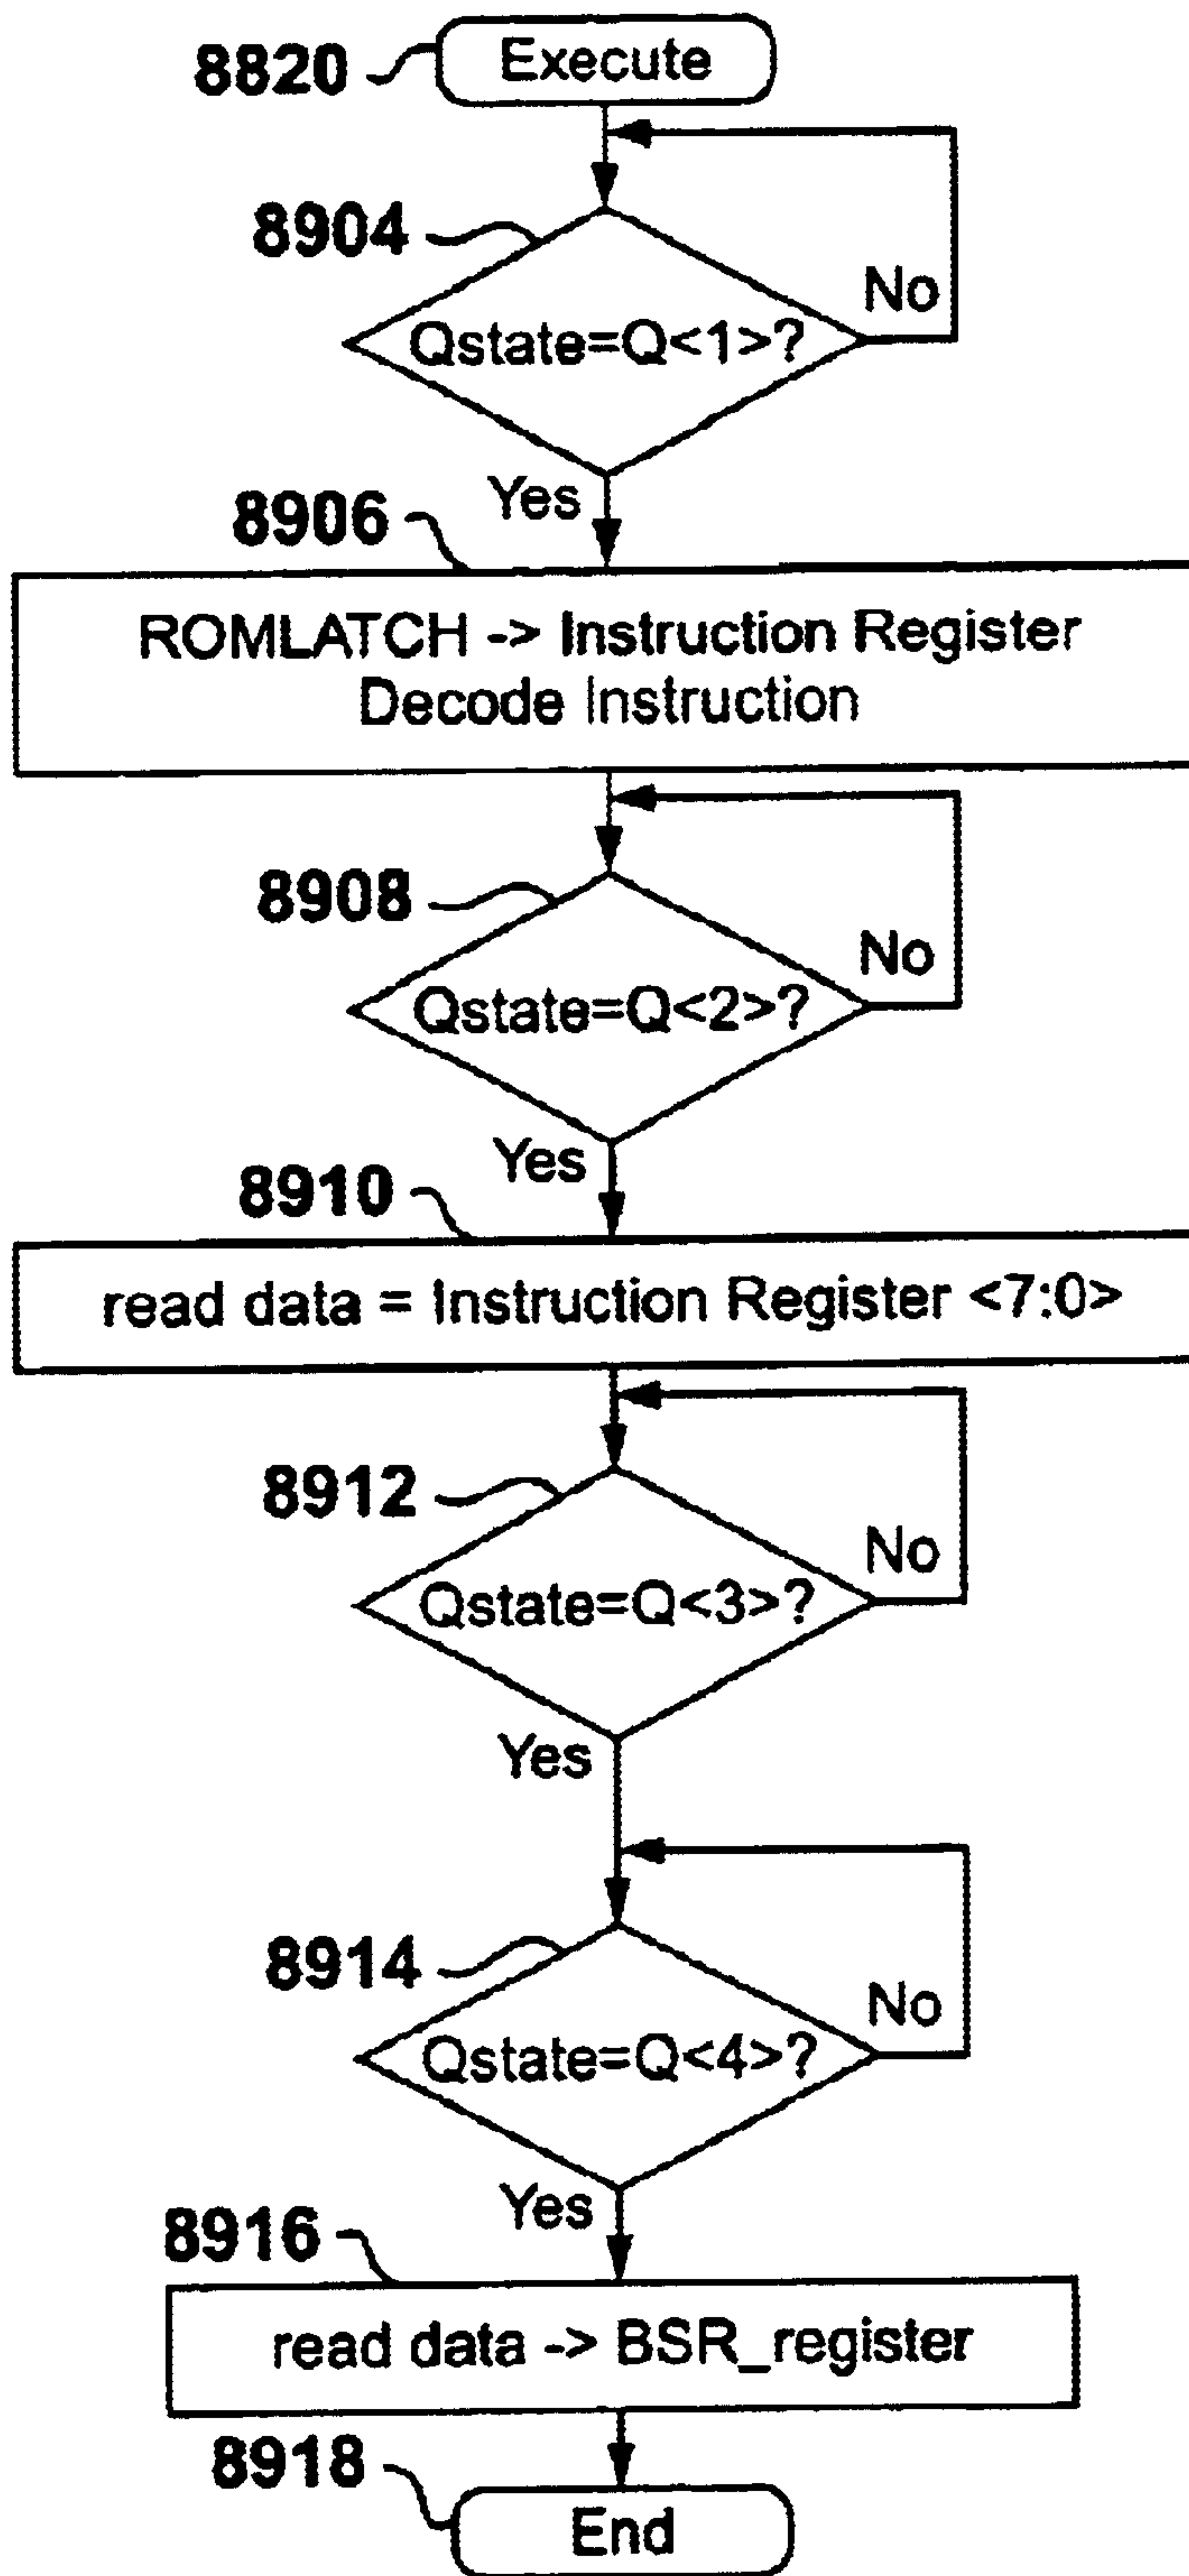 8820
Execute
8904
No
Qstate=Q<1>?
Yes
8906
ROMLATCH -> Instruction Register
Decode Instruction
8908
No
Qstate=Q<2>?
Yes
8910
read data = Instruction Register <7:0>
8912
No
Qstate=Q<3>?
Yes
8914
No
Qstate=Q<4>?
Yes
8916
read data -> BSR_register
8918
End